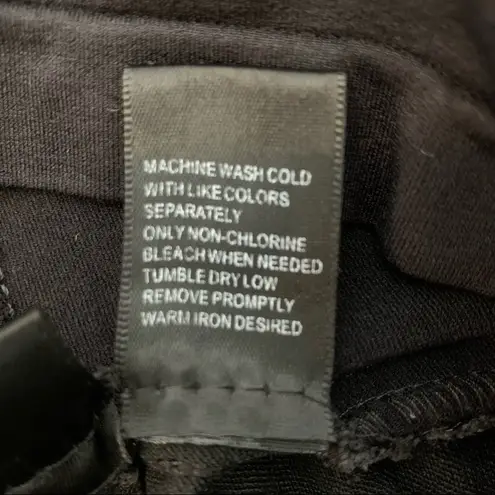 MACHINE WASH COLD
WITH LIKE COLORS
SEPARATELY
ONLY NON-CHLORINE
BLEACH WHEN NEEDED
TUMBLE DRY LOW
REMOVE PROMPTLY
WARM IRON DESIRED